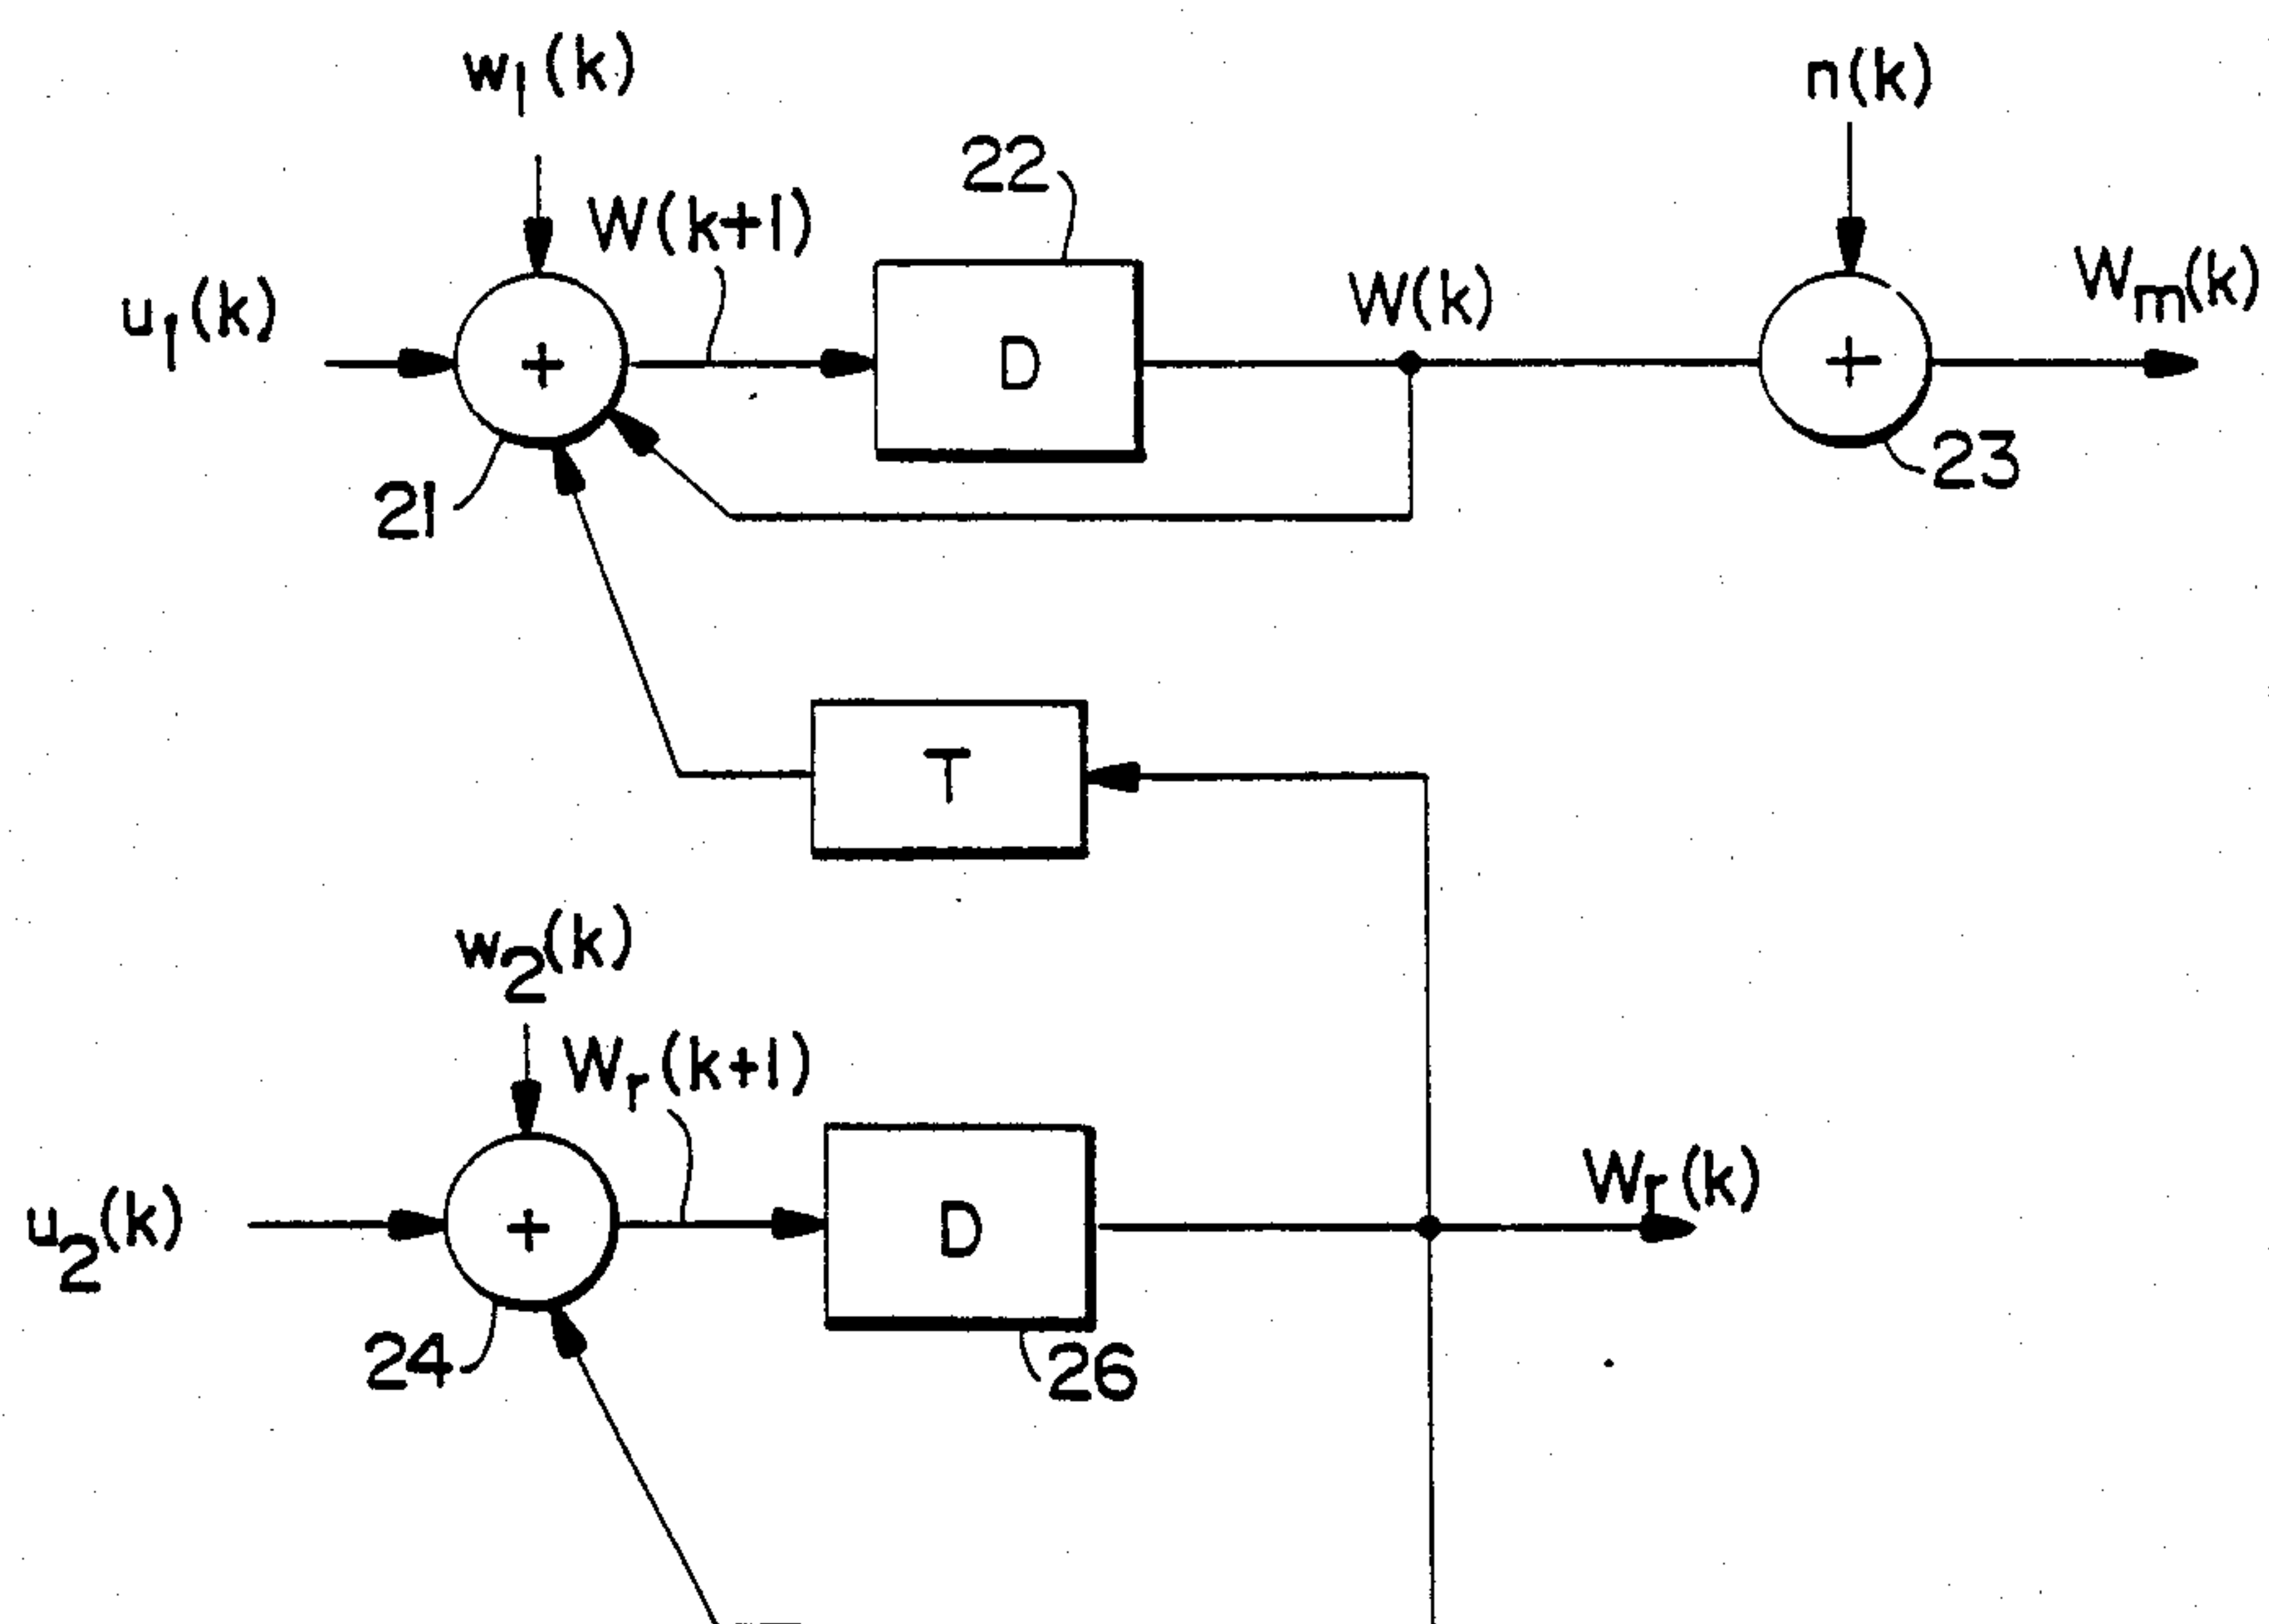 w₁(k)
n(k)
22
W(k+1)
u₁(k)
W(k)
Wₘ(k)
+
D
+
21
23
T
w₂(k)
Wᵣ(k+1)
u₂(k)
Wᵣ(k)
+
D
24
26